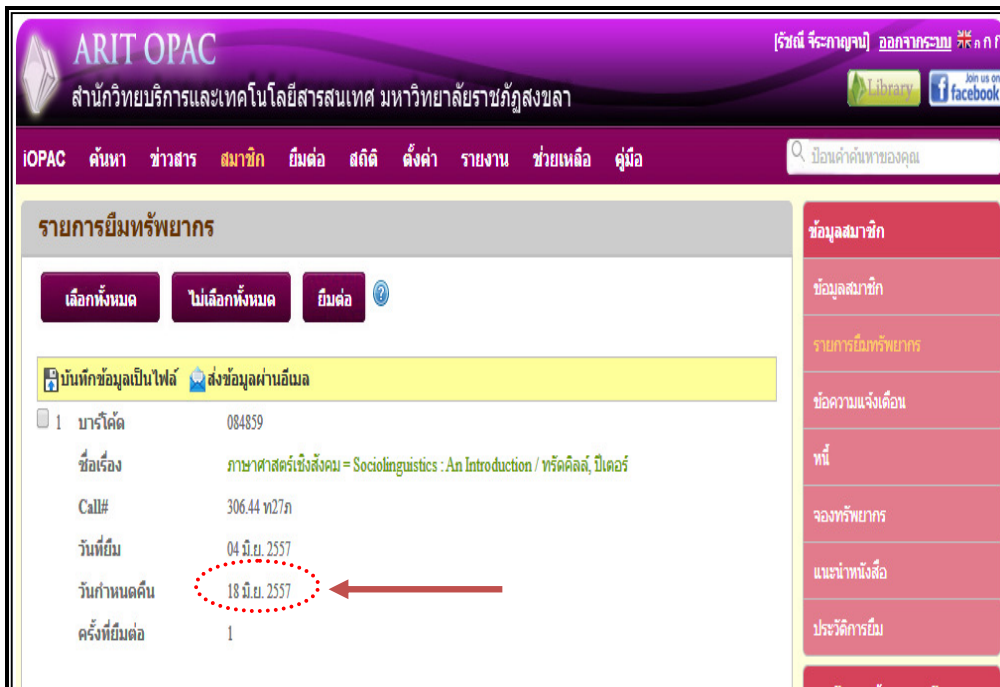 ARIT OPAC
[รัชณี จีระกาญจน์] ออกจากระบบ ก ก ก
สำนักวิทยบริการและเทคโนโลยีสารสนเทศ มหาวิทยาลัยราชภัฏสงขลา
Library
Join us on
facebook
iOPAC ค้นหา ข่าวสาร สมาชิก ยืมต่อ สถิติ ตั้งค่า รายงาน ช่วยเหลือ คู่มือ
ป้อนคำค้นหาของคุณ
รายการยืมทรัพยากร
เลือกทั้งหมด ไม่เลือกทั้งหมด ยืมต่อ
บันทึกข้อมูลเป็นไฟล์ ส่งข้อมูลผ่านอีเมล
1 บาร์โค้ด 084859
ชื่อเรื่อง ภาษาศาสตร์เชิงสังคม = Sociolinguistics : An Introduction / ทรัดคิลล์, ปีเตอร์
Call# 306.44 ท27ภ
วันที่ยืม 04 มิ.ย. 2557
วันกำหนดคืน 18 มิ.ย. 2557
ครั้งที่ยืมต่อ 1
ข้อมูลสมาชิก
ข้อมูลสมาชิก
รายการยืมทรัพยากร
ข้อความแจ้งเตือน
หนี้
จองทรัพยากร
แนะนำหนังสือ
ประวัติการยืม